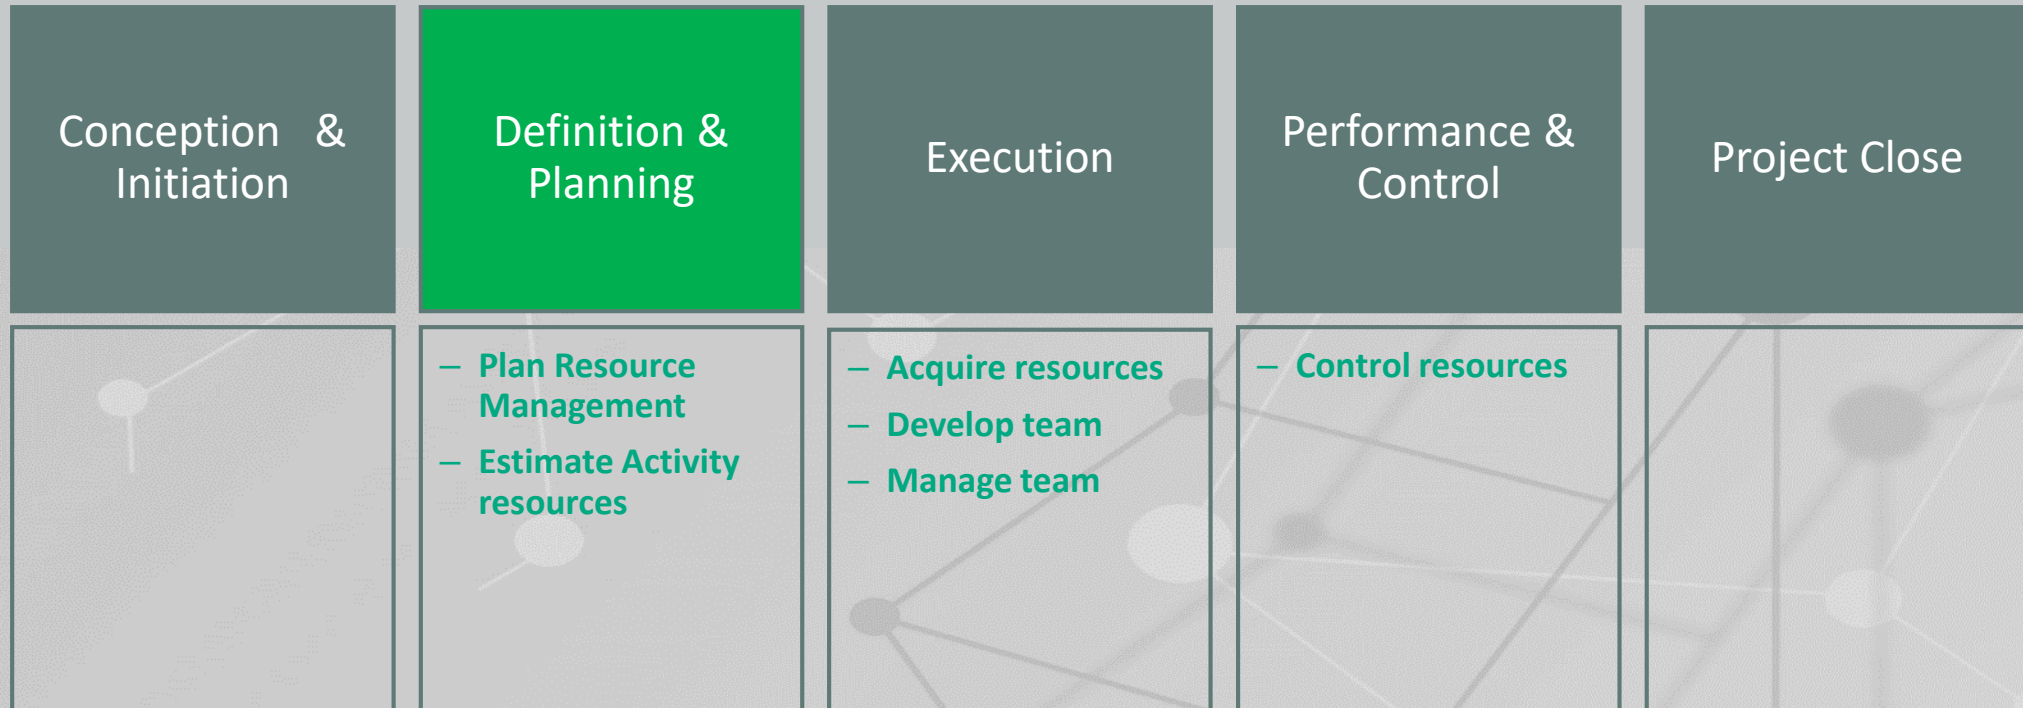 Conception & 
Initiation
Definition &
Planning
Execution
Performance &
Control
Project Close
– Plan Resource
Management
– Estimate Activity
resources
– Acquire resources
– Develop team
– Manage team
– Control resources